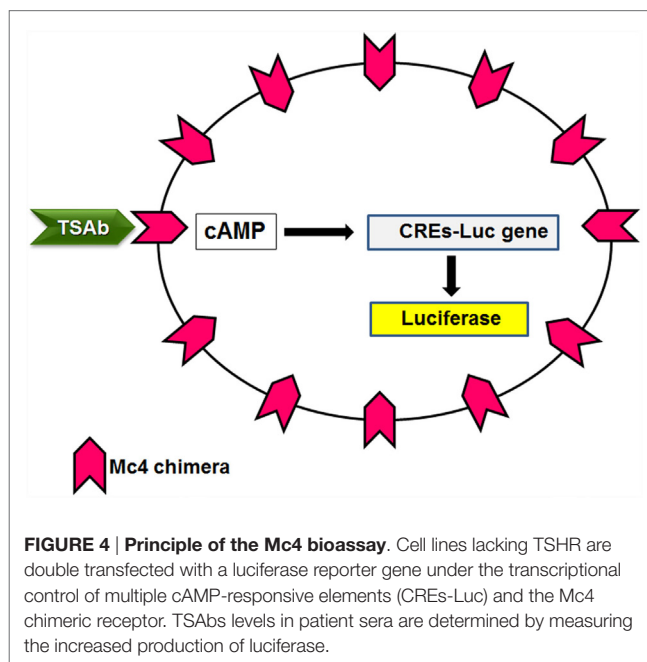 TSAb
cAMP
CREs-Luc gene
Luciferase
Mc4 chimera
FIGURE 4 | Principle of the Mc4 bioassay. Cell lines lacking TSHR are
double transfected with a luciferase reporter gene under the transcriptional
control of multiple cAMP-responsive elements (CREs-Luc) and the Mc4
chimeric receptor. TSAbs levels in patient sera are determined by measuring
the increased production of luciferase.